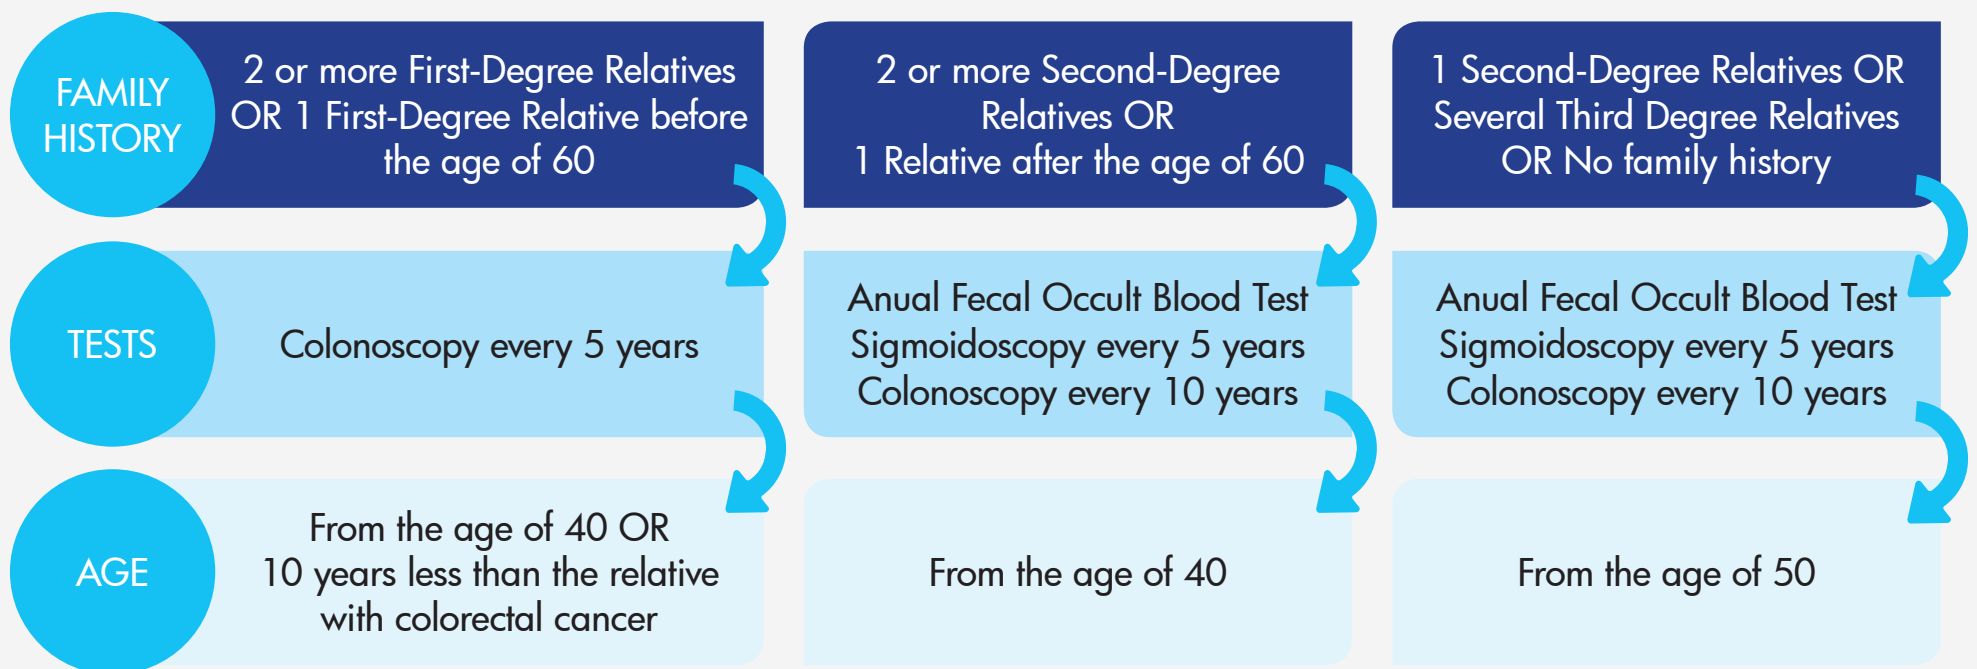 FAMILY
HISTORY
2 or more First-Degree Relatives
OR 1 First-Degree Relative before
the age of 60
2 or more Second-Degree
Relatives OR
1 Relative after the age of 60
1 Second-Degree Relatives OR
Several Third Degree Relatives
OR No family history
TESTS
Colonoscopy every 5 years
Anual Fecal Occult Blood Test
Sigmoidoscopy every 5 years
Colonoscopy every 10 years
Anual Fecal Occult Blood Test
Sigmoidoscopy every 5 years
Colonoscopy every 10 years
AGE
From the age of 40 OR
10 years less than the relative
with colorectal cancer
From the age of 40
From the age of 50